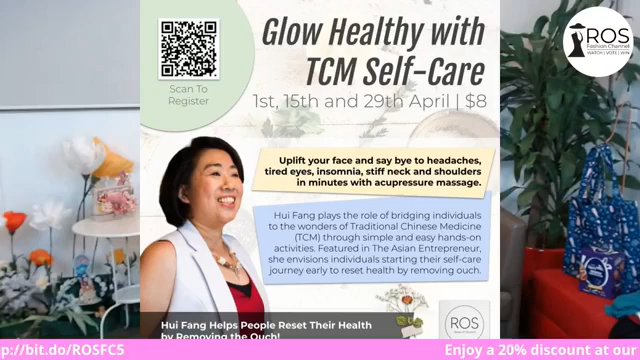 Glow Healthy with
TCM Self-Care
1st, 15th and 29th April | $8
Scan To
Register
ROS
Fashion Channel
WATCH | VOTE | WIN
Uplift your face and say bye to headaches,
tired eyes, insomnia, stiff neck and shoulders
in minutes with acupressure massage.
Hui Fang plays the role of bridging individuals
to the wonders of Traditional Chinese Medicine
(TCM) through simple and easy hands-on
activities. Featured in The Asian Entrepreneur,
she envisions individuals starting their self-care
journey early to reset health by removing ouch.
ROS
Hui Fang Helps People Reset Their Health
by Removing the Ouch!
p://bit.do/ROSFC5
Enjoy a 20% discount at our